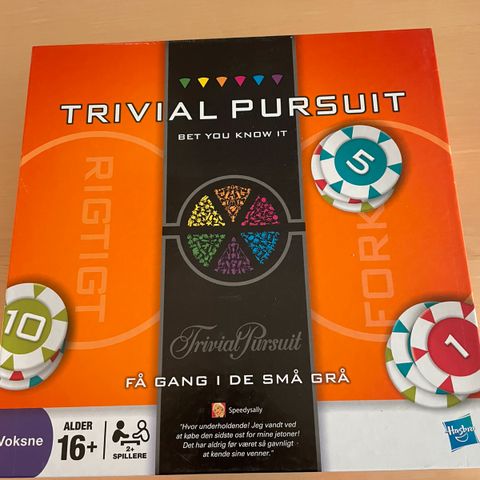 TRIVIAL PURSUIT
BET YOU KNOW IT
RIGTIGT
FORK
5
10
1
Trivial Pursuit
FÅ GANG I DE SMÅ GRÅ
Speedysally
"Hvor underholdende! Jeg vandt ved
at købe den sidste ost for mine jetoner!
Det har aldrig før været så gavnligt
at kende sine venner."
Voksne
ALDER
16+
2+
SPILLERE
Hasbro